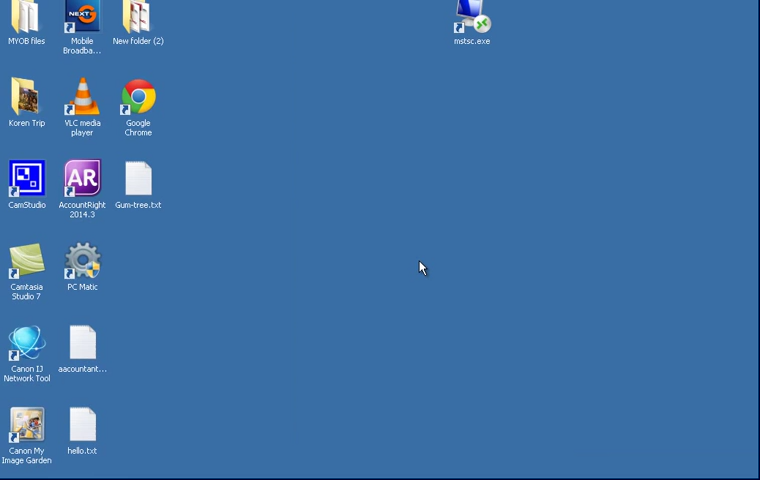 MYOB files
Mobile
Broadba...
NEXT G
New folder (2)
mstsc.exe
Koren Trip
VLC media
player
Google
Chrome
CamStudio
AR
AccountRight
2014.3
Gum-tree.txt
Camtasia
Studio 7
PC Matic
Canon IJ
Network Tool
aacountant...
Canon My
Image Garden
hello.txt